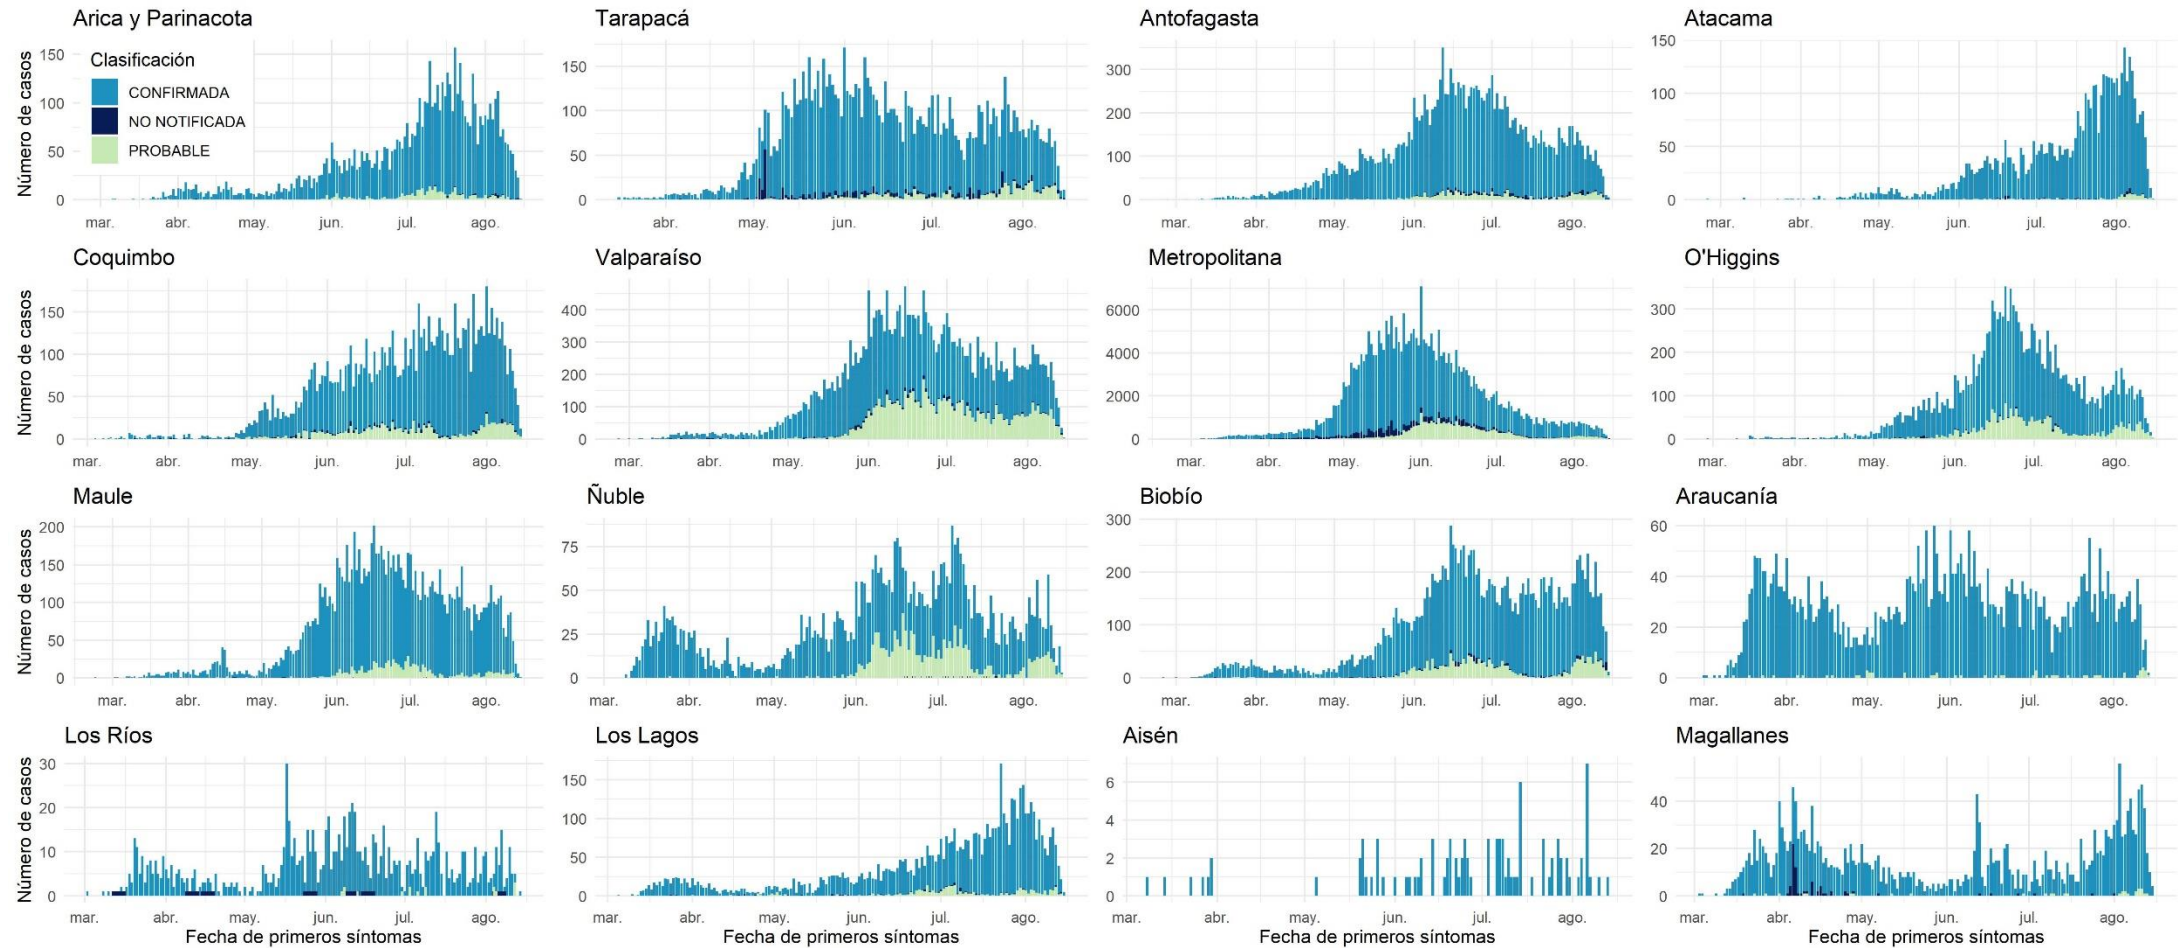 Arica y Parinacota
Número de casos
150
100
50
0
Clasificación
CONFIRMADA
NO NOTIFICADA
PROBABLE
mar. abr. may. jun. jul. ago.
Tarapacá
150
100
50
0
abr. may. jun. jul. ago.
Antofagasta
300
200
100
0
mar. abr. may. jun. jul. ago.
Atacama
150
100
50
0
mar. abr. may. jun. jul. ago.
Coquimbo
Número de casos
150
100
50
0
mar. abr. may. jun. jul. ago.
Valparaíso
400
300
200
100
0
mar. abr. may. jun. jul. ago.
Metropolitana
6000
4000
2000
0
mar. abr. may. jun. jul. ago.
O'Higgins
300
200
100
0
mar. abr. may. jun. jul. ago.
Maule
Número de casos
200
150
100
50
0
mar. abr. may. jun. jul. ago.
Ñuble
75
50
25
0
mar. abr. may. jun. jul. ago.
Biobío
300
200
100
0
mar. abr. may. jun. jul. ago.
Araucanía
60
40
20
0
mar. abr. may. jun. jul. ago.
Los Ríos
Número de casos
30
20
10
0
mar. abr. may. jun. jul. ago.
Fecha de primeros síntomas
Los Lagos
150
100
50
0
mar. abr. may. jun. jul. ago.
Fecha de primeros síntomas
Aisén
6
4
2
0
mar. abr. may. jun. jul. ago.
Fecha de primeros síntomas
Magallanes
40
20
0
mar. abr. may. jun. jul. ago.
Fecha de primeros síntomas